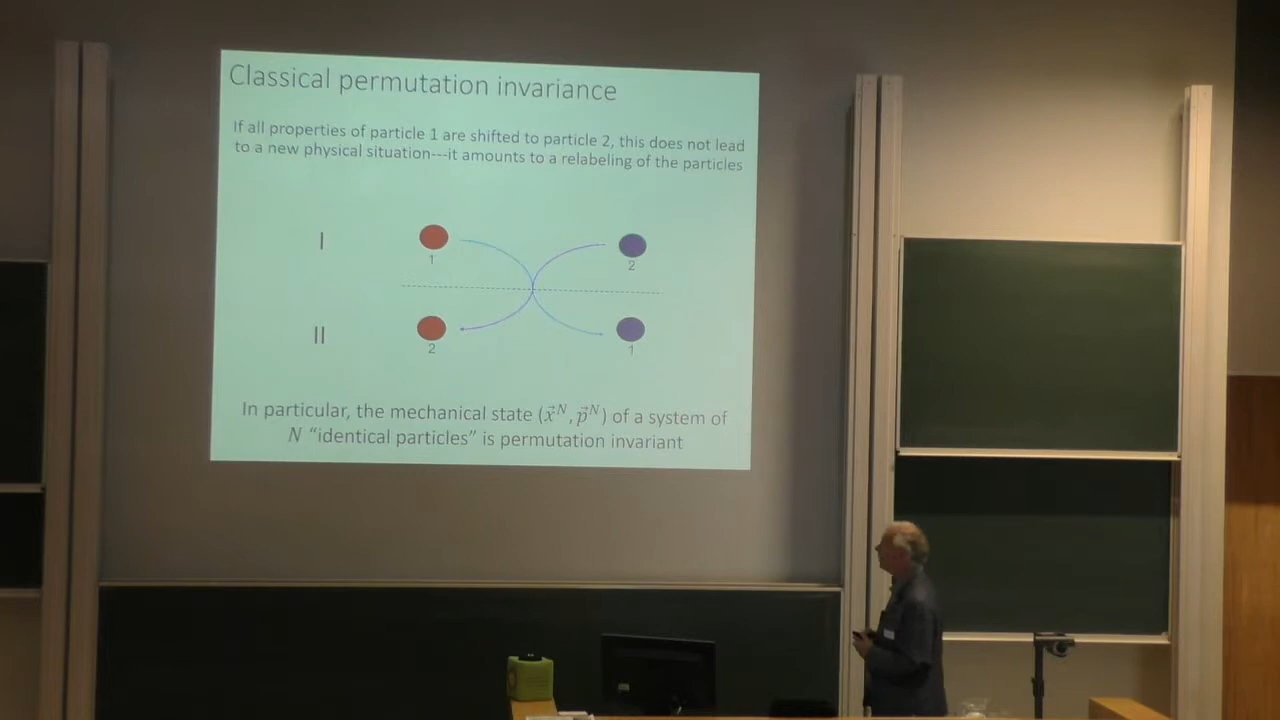 Classical permutation invariance
If all properties of particle 1 are shifted to particle 2, this does not lead
to a new physical situation---it amounts to a relabeling of the particles
I
1
2
II
2
1
In particular, the mechanical state (x⃗ᴺ, p⃗ᴺ) of a system of
N “identical particles” is permutation invariant